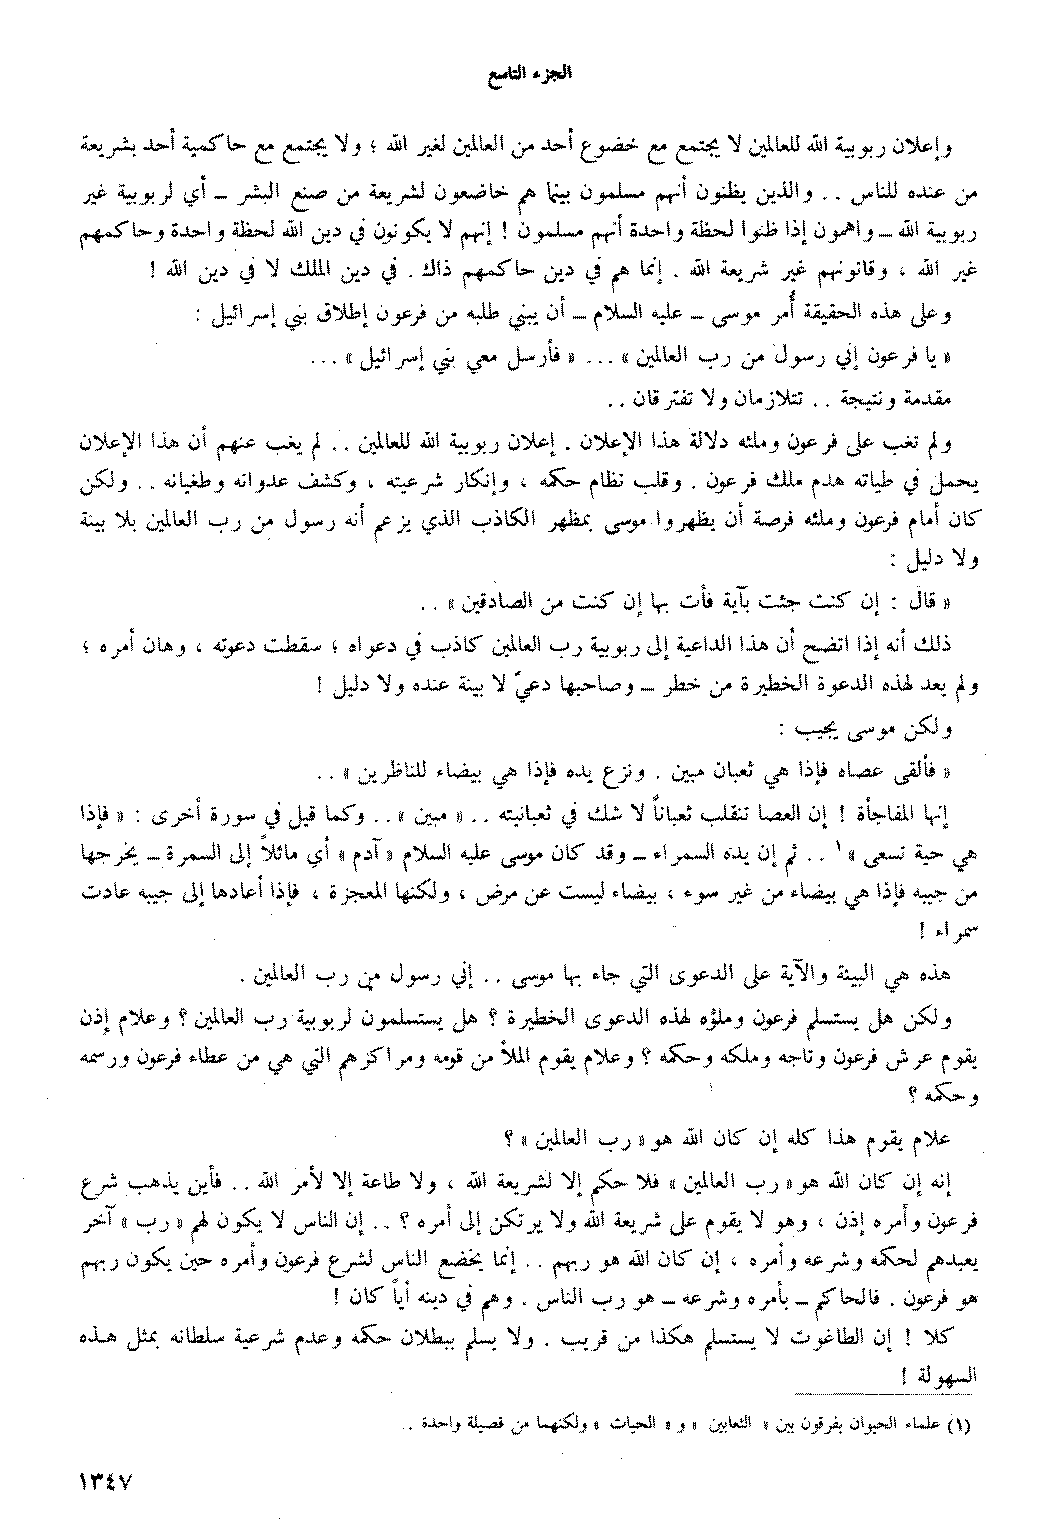 الجزء التاسع
وإعلان ربوبية الله للعالمين لا يجتمع مع خضوع أحد من العالمين لغير الله ؛ ولا يجتمع مع حاكمية أحد بشريعة
من عنده للناس .. والذين يظنون أنهم مسلمون بينما هم خاضعون لشريعة من صنع البشر – أي لربوبية غير
ربوبية الله – واهمون إذا ظنوا لحظة واحدة أنهم مسلمون ! إنهم لا يكونون في دين الله لحظة واحدة وحاكمهم
غير الله ، وقانونهم غير شريعة الله . إنما هم في دين حاكمهم ذاك . في دين الملك لا في دين الله !
وعلى هذه الحقيقة أُمر موسى – عليه السلام – أن يبني طلبه من فرعون إطلاق بني إسرائيل :
« يا فرعون إني رسول من رب العالمين » ... « فأرسل معي بني إسرائيل » ...
مقدمة ونتيجة .. تتلازمان ولا تفترقان ..
ولم تغب على فرعون وملئه دلالة هذا الإعلان . إعلان ربوبية الله للعالمين .. لم يغب عنهم أن هذا الإعلان
يحمل في طياته هدم ملك فرعون . وقلب نظام حكمه ، وإنكار شرعيته ، وكشف عدوانه وطغيانه .. ولكن
كان أمام فرعون وملئه فرصة أن يظهروا موسى بمظهر الكاذب الذي يزعم أنه رسول من رب العالمين بلا بينة
ولا دليل :
« قال : إن كنت جئت بآية فأت بها إن كنت من الصادقين » ..
ذلك أنه إذا اتضح أن هذا الداعية إلى ربوبية رب العالمين كاذب في دعواه ؛ سقطت دعوته ، وهان أمره ؛
ولم يعد لهذه الدعوة الخطيرة من خطر – وصاحبها دعيّ لا بينة عنده ولا دليل !
ولكن موسى يجيب :
« فألقى عصاه فإذا هي ثعبان مبين . ونزع يده فإذا هي بيضاء للناظرين » ..
إنها المفاجأة ! إن العصا تنقلب ثعباناً لا شك في ثعبانيته .. « مبين » .. وكما قيل في سورة أخرى : « فإذا
هي حية تسعى » ١ .. ثم إن يده السمراء – وقد كان موسى عليه السلام « آدم » أي مائلاً إلى السمرة – يخرجها
من جيبه فإذا هي بيضاء من غير سوء ، بيضاء ليست عن مرض ، ولكنها المعجزة ، فإذا أعادها إلى جيبه عادت
سمراء !
هذه هي البينة والآية على الدعوى التي جاء بها موسى .. إني رسول من رب العالمين .
ولكن هل يستسلم فرعون وملؤه لهذه الدعوى الخطيرة ؟ هل يستسلمون لربوبية رب العالمين ؟ وعلام إذن
يقوم عرش فرعون وتاجه وملكه وحكمه ؟ وعلام يقوم الملأ من قومه ومراكزهم التي هي من عطاء فرعون ورسمه
وحكمه ؟
علام يقوم هذا كله إن كان الله هو « رب العالمين » ؟
إنه إن كان الله هو « رب العالمين » فلا حكم إلا لشريعة الله ، ولا طاعة إلا لأمر الله .. فأين يذهب شرع
فرعون وأمره إذن ، وهو لا يقوم على شريعة الله ولا يرتكن إلى أمره ؟ .. إن الناس لا يكون لهم « رب » آخر
يعبدهم لحكمه وشرعه وأمره ، إن كان الله هو ربهم .. إنما يخضع الناس لشرع فرعون وأمره حين يكون ربهم
هو فرعون . فالحاكم – بأمره وشرعه – هو رب الناس . وهم في دينه أياً كان !
كلا ! إن الطاغوت لا يستسلم هكذا من قريب . ولا يسلم ببطلان حكمه وعدم شرعية سلطانه بمثل هذه
السهولة !
(١) علماء الحيوان يفرقون بين « الثعابين » و « الحيات » ولكنهما من فصيلة واحدة ..
١٣٤٧